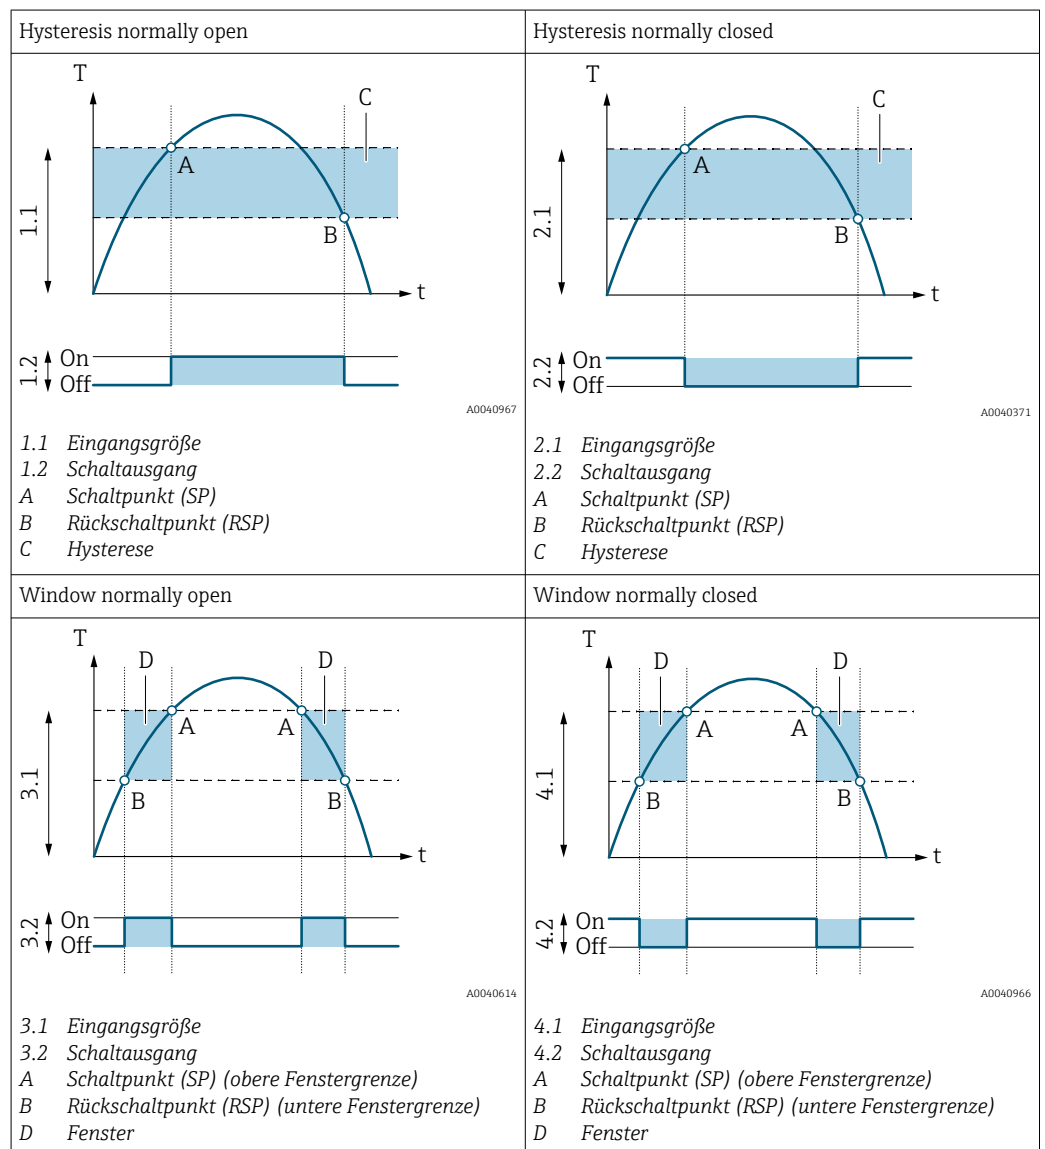 Hysteresis normally open
Hysteresis normally closed
T
C
A
B
1.1
t
1.2
On
Off
A0040967
1.1 Eingangsgröße
1.2 Schaltausgang
A Schaltpunkt (SP)
B Rückschaltpunkt (RSP)
C Hysterese
T
C
A
B
2.1
t
2.2
On
Off
A0040371
2.1 Eingangsgröße
2.2 Schaltausgang
A Schaltpunkt (SP)
B Rückschaltpunkt (RSP)
C Hysterese
Window normally open
Window normally closed
T
D
D
A
A
B
B
3.1
t
3.2
On
Off
A0040614
3.1 Eingangsgröße
3.2 Schaltausgang
A Schaltpunkt (SP) (obere Fenstergrenze)
B Rückschaltpunkt (RSP) (untere Fenstergrenze)
D Fenster
T
D
D
A
A
B
B
4.1
t
4.2
On
Off
A0040966
4.1 Eingangsgröße
4.2 Schaltausgang
A Schaltpunkt (SP) (obere Fenstergrenze)
B Rückschaltpunkt (RSP) (untere Fenstergrenze)
D Fenster